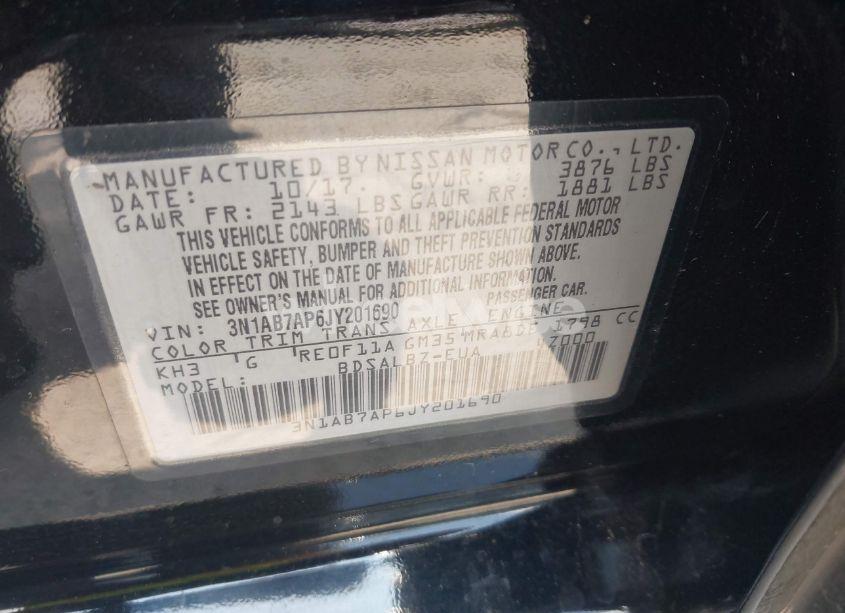 MANUFACTURED BY NISSAN MOTOR CO., LTD.
DATE: 10/17. GVWR: 3876 LBS
GAWR FR: 2143 LBS GAWR RR: 1881 LBS
THIS VEHICLE CONFORMS TO ALL APPLICABLE FEDERAL MOTOR
VEHICLE SAFETY, BUMPER AND THEFT PREVENTION STANDARDS
IN EFFECT ON THE DATE OF MANUFACTURE SHOWN ABOVE.
SEE OWNER'S MANUAL FOR ADDITIONAL INFORMATION.
VIN: 3N1AB7AP6JY201690 PASSENGER CAR.
COLOR TRIM TRANS AXLE ENGINE
KH3 G RE0F11A GM35 1798 CC
MODEL: BDSALBZ-EUA 7000
3N1AB7AP6JY201690